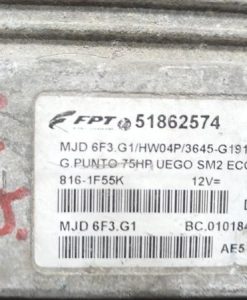 FPT 51862574
MJD 6F3.G1/HW04P/3645-G191
G.PUNTO 75HP UEGO SM2 ECO
816-1F55K 12V=
MJD 6F3.G1 BC.010184
AE5